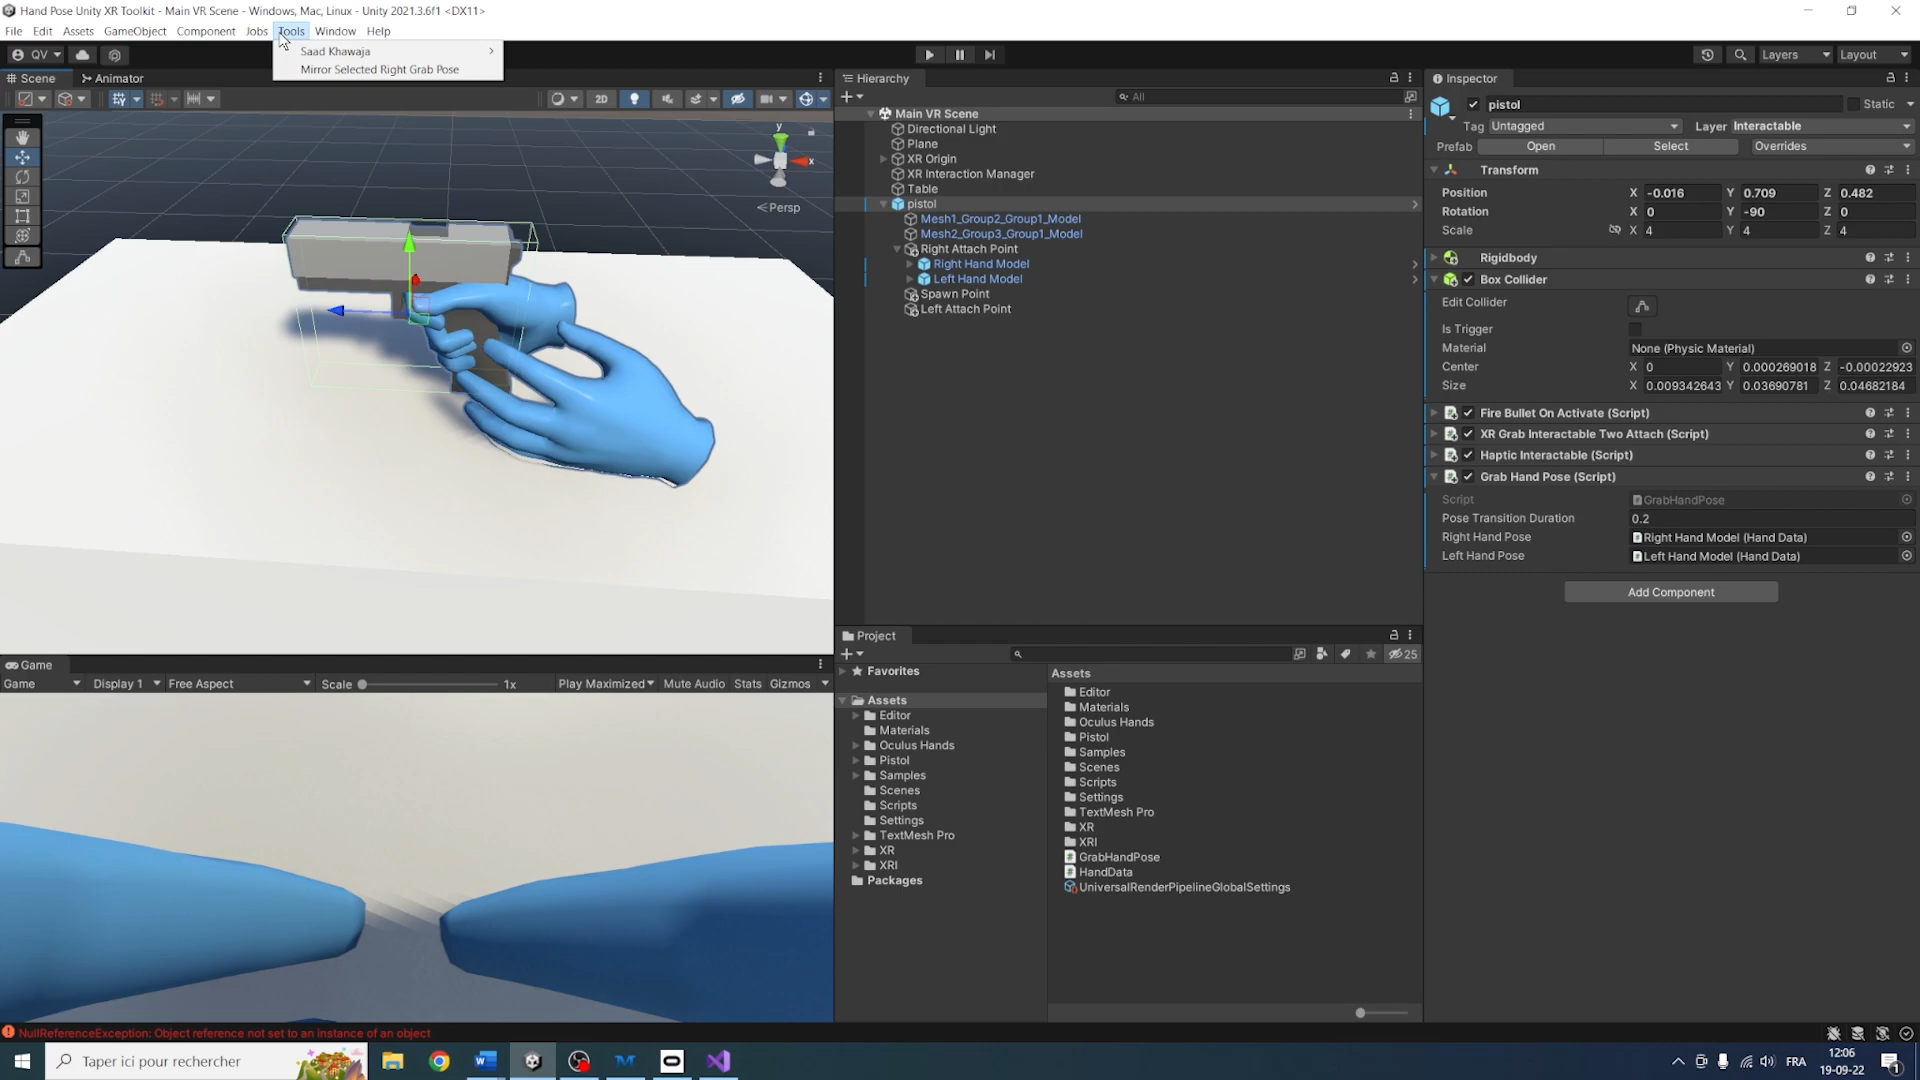 Hand Pose Unity XR Toolkit - Main VR Scene - Windows, Mac, Linux - Unity 2021.3.6f1 <DX11>
File Edit Assets GameObject Component Jobs Tools Window Help
Saad Khawaja
Mirror Selected Right Grab Pose
QV
Layers
Layout
Scene
Animator
2D
y
x
Persp
Hierarchy
All
Main VR Scene
Directional Light
Plane
XR Origin
XR Interaction Manager
Table
pistol
Mesh1_Group2_Group1_Model
Mesh2_Group3_Group1_Model
Right Attach Point
Right Hand Model
Left Hand Model
Spawn Point
Left Attach Point
Inspector
pistol
Static
Tag Untagged
Layer Interactable
Prefab Open Select Overrides
Transform
Position X -0.016 Y 0.709 Z 0.482
Rotation X 0 Y -90 Z 0
Scale X 4 Y 4 Z 4
Rigidbody
Box Collider
Edit Collider
Is Trigger
Material None (Physic Material)
Center X 0 Y 0.000269018 Z -0.00022923
Size X 0.009342643 Y 0.03690781 Z 0.04682184
Fire Bullet On Activate (Script)
XR Grab Interactable Two Attach (Script)
Haptic Interactable (Script)
Grab Hand Pose (Script)
Script GrabHandPose
Pose Transition Duration 0.2
Right Hand Pose Right Hand Model (Hand Data)
Left Hand Pose Left Hand Model (Hand Data)
Add Component
Game
Game Display 1 Free Aspect Scale 1x Play Maximized Mute Audio Stats Gizmos
Project
25
Favorites
Assets
Editor
Materials
Oculus Hands
Pistol
Samples
Scenes
Scripts
Settings
TextMesh Pro
XR
XRI
Packages
Assets
Editor
Materials
Oculus Hands
Pistol
Samples
Scenes
Scripts
Settings
TextMesh Pro
XR
XRI
GrabHandPose
HandData
UniversalRenderPipelineGlobalSettings
NullReferenceException: Object reference not set to an instance of an object
Taper ici pour rechercher
FRA
12:06
19-09-22
1